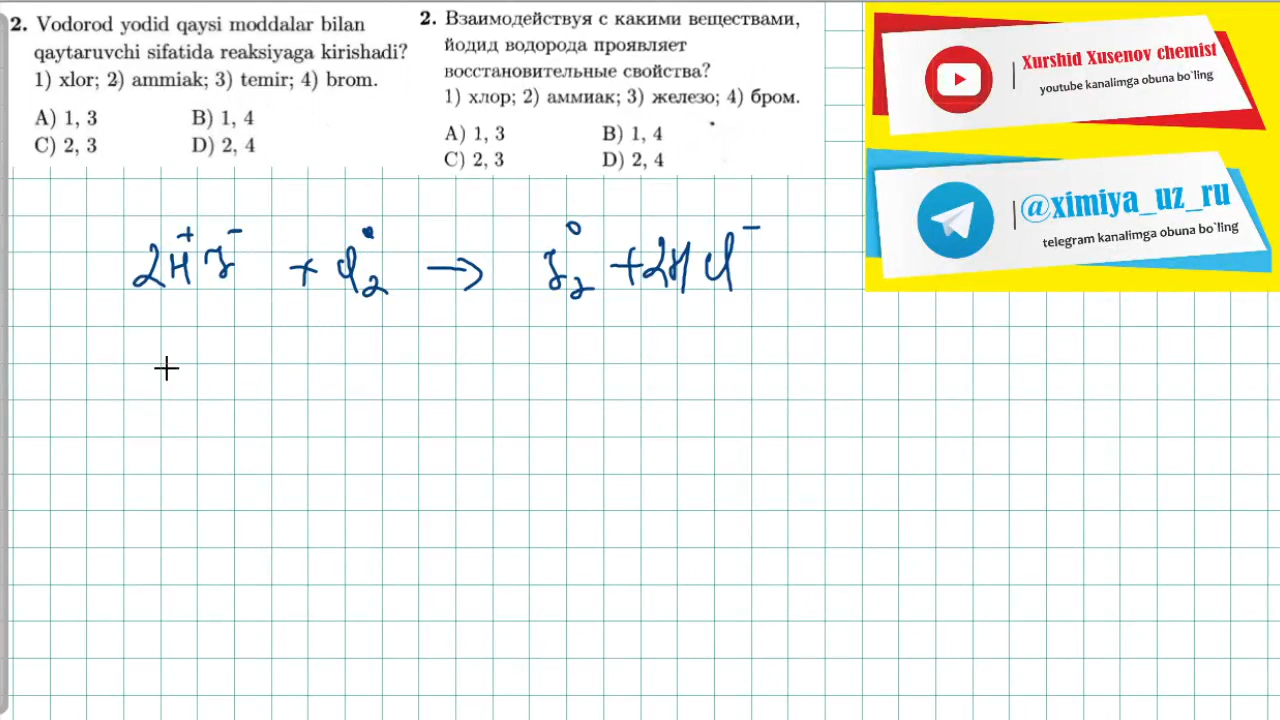 2. Vodorod yodid qaysi moddalar bilan
qaytaruvchi sifatida reaksiyaga kirishadi?
1) xlor; 2) ammiak; 3) temir; 4) brom.
A) 1, 3 B) 1, 4
C) 2, 3 D) 2, 4
2. Взаимодействуя с какими веществами,
йодид водорода проявляет
восстановительные свойства?
1) хлор; 2) аммиак; 3) железо; 4) бром.
A) 1, 3 B) 1, 4
C) 2, 3 D) 2, 4
Xurshid Xusenov chemist
youtube kanalimga obuna bo`ling
@ximiya_uz_ru
telegram kanalimga obuna bo`ling
2H⁺J⁻ + Cl₂⁰ → J₂⁰ + 2HCl⁻